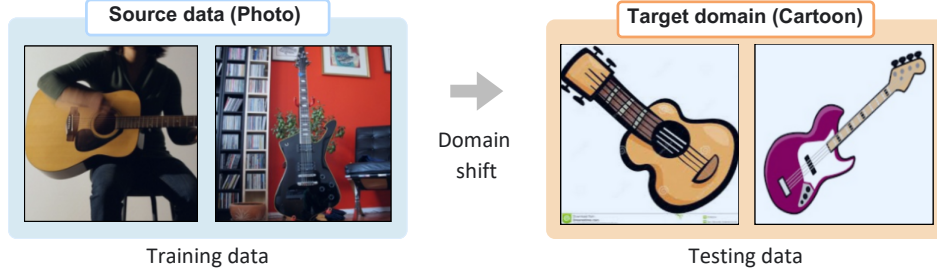 Source data (Photo)
Target domain (Cartoon)
Domain
shift
Training data
Testing data